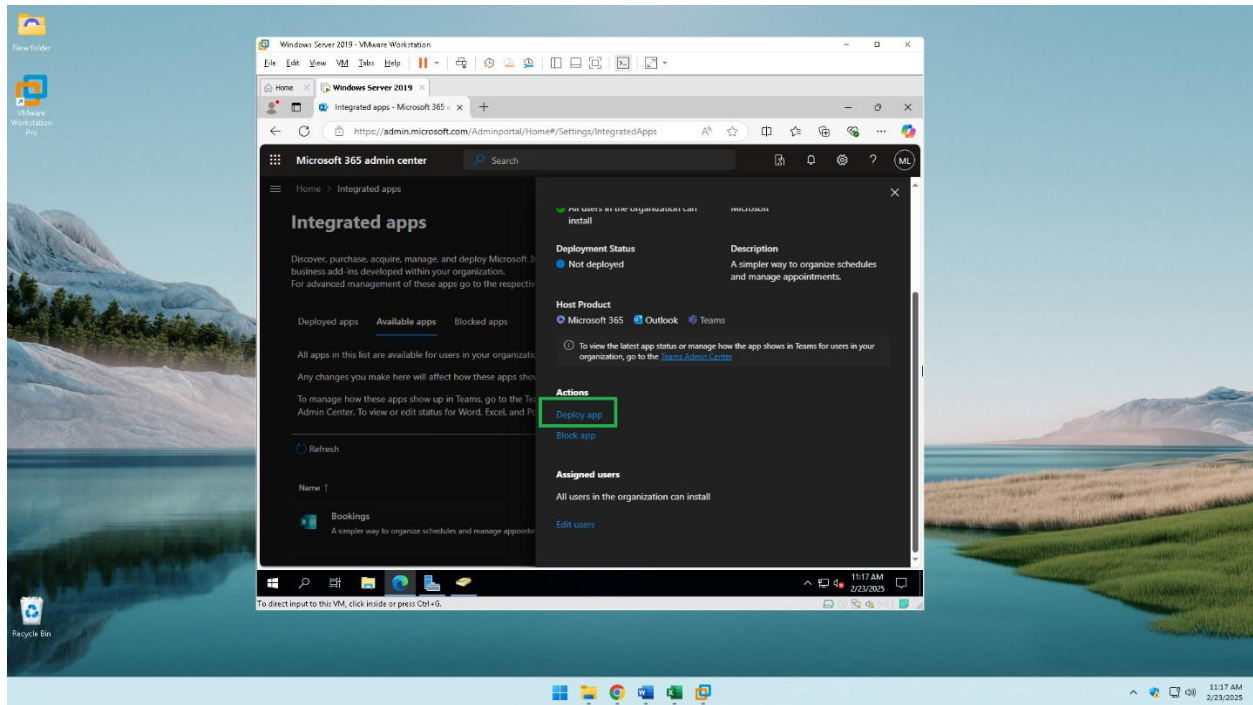 New folder
VMware
Workstation
Pro
Recycle Bin
Windows Server 2019 - VMware Workstation
File Edit View VM Tabs Help
Home
Windows Server 2019
Integrated apps - Microsoft 365
https://admin.microsoft.com/Adminportal/Home#/Settings/IntegratedApps
Microsoft 365 admin center
Search
ML
Home > Integrated apps
Integrated apps
Discover, purchase, acquire, manage, and deploy Microsoft 3
business add-ins developed within your organization.
For advanced management of these apps go to the respectiv
Deployed apps Available apps Blocked apps
All apps in this list are available for users in your organizatio
Any changes you make here will affect how these apps sho
To manage how these apps show up in Teams, go to the Te
Admin Center. To view or edit status for Word, Excel, and P
Refresh
Name ↑
Bookings
A simpler way to organize schedules and manage appointm
All users in the organization can
install
Microsoft
Deployment Status
Not deployed
Description
A simpler way to organize schedules
and manage appointments.
Host Product
Microsoft 365 Outlook Teams
To view the latest app status or manage how the app shows in Teams for users in your
organization, go to the Teams Admin Center
Actions
Deploy app
Block app
Assigned users
All users in the organization can install
Edit users
11:17 AM
2/23/2025
To direct input to this VM, click inside or press Ctrl+G.
11:17 AM
2/23/2025